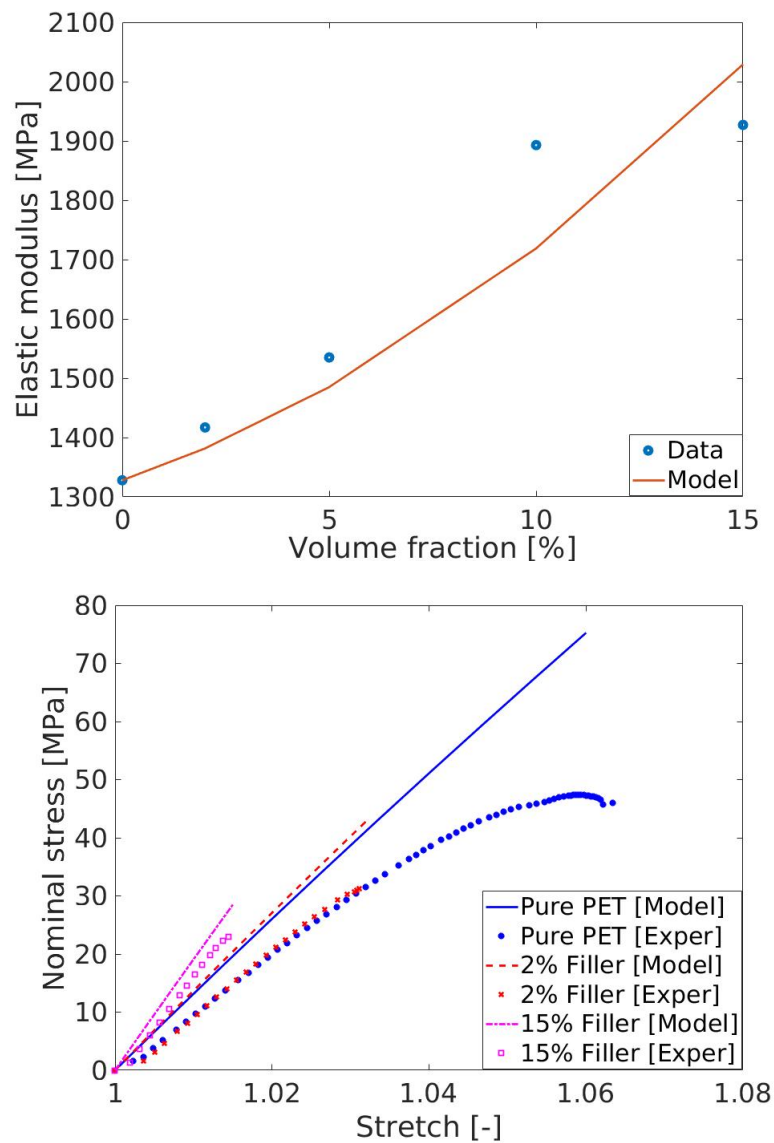 2100
2000
1900
1800
1700
1600
1500
1400
1300
Elastic modulus [MPa]
Data
Model
0 5 10 15
Volume fraction [%]
80
70
60
50
40
30
20
10
0
Nominal stress [MPa]
Pure PET [Model]
Pure PET [Exper]
2% Filler [Model]
2% Filler [Exper]
15% Filler [Model]
15% Filler [Exper]
1 1.02 1.04 1.06 1.08
Stretch [-]